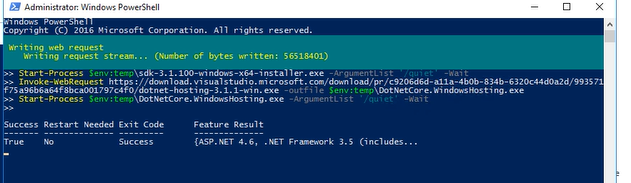 Administrator: Windows PowerShell
Windows PowerShell
Copyright (C) 2016 Microsoft Corporation. All rights reserved.
Writing web request
Writing request stream... (Number of bytes written: 56518401)
>> Start-Process $env:temp\sdk-3.1.100-windows-x64-installer.exe -ArgumentList '/quiet' -Wait
>> Invoke-WebRequest https://download.visualstudio.microsoft.com/download/pr/c9206d6d-a11a-4b0b-834b-6320c44d0a2d/993571
f75a96b6a64f8bca001797c4f0/dotnet-hosting-3.1.1-win.exe -outfile $env:temp\DotNetCore.WindowsHosting.exe
>> Start-Process $env:temp\DotNetCore.WindowsHosting.exe -ArgumentList '/quiet' -Wait
>>
Success Restart Needed Exit Code Feature Result
------- -------------- --------- --------------
True No Success {ASP.NET 4.6, .NET Framework 3.5 (includes...